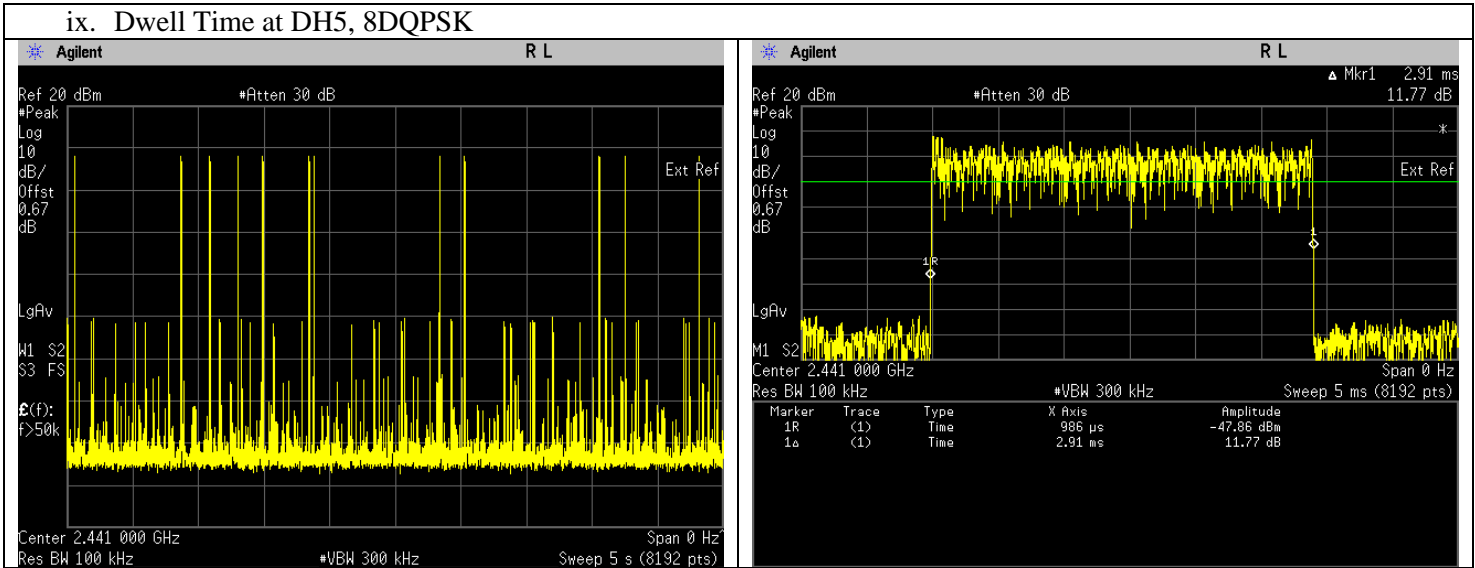 ix. Dwell Time at DH5, 8DQPSK
Agilent R L
Ref 20 dBm #Atten 30 dB
#Peak
Log
10
dB/
Offst
0.67
dB
Ext Ref
LgAv
W1 S2
S3 FS
£(f):
f>50k
Center 2.441 000 GHz Span 0 Hz^
Res BW 100 kHz #VBW 300 kHz Sweep 5 s (8192 pts)
Agilent R L
Δ Mkr1 2.91 ms
Ref 20 dBm #Atten 30 dB 11.77 dB
#Peak
Log
10
dB/
Offst
0.67
dB
*
Ext Ref
1
1R
LgAv
M1 S2
Center 2.441 000 GHz Span 0 Hz
Res BW 100 kHz #VBW 300 kHz Sweep 5 ms (8192 pts)
Marker Trace Type X Axis Amplitude
1R (1) Time 986 µs -47.86 dBm
1Δ (1) Time 2.91 ms 11.77 dB